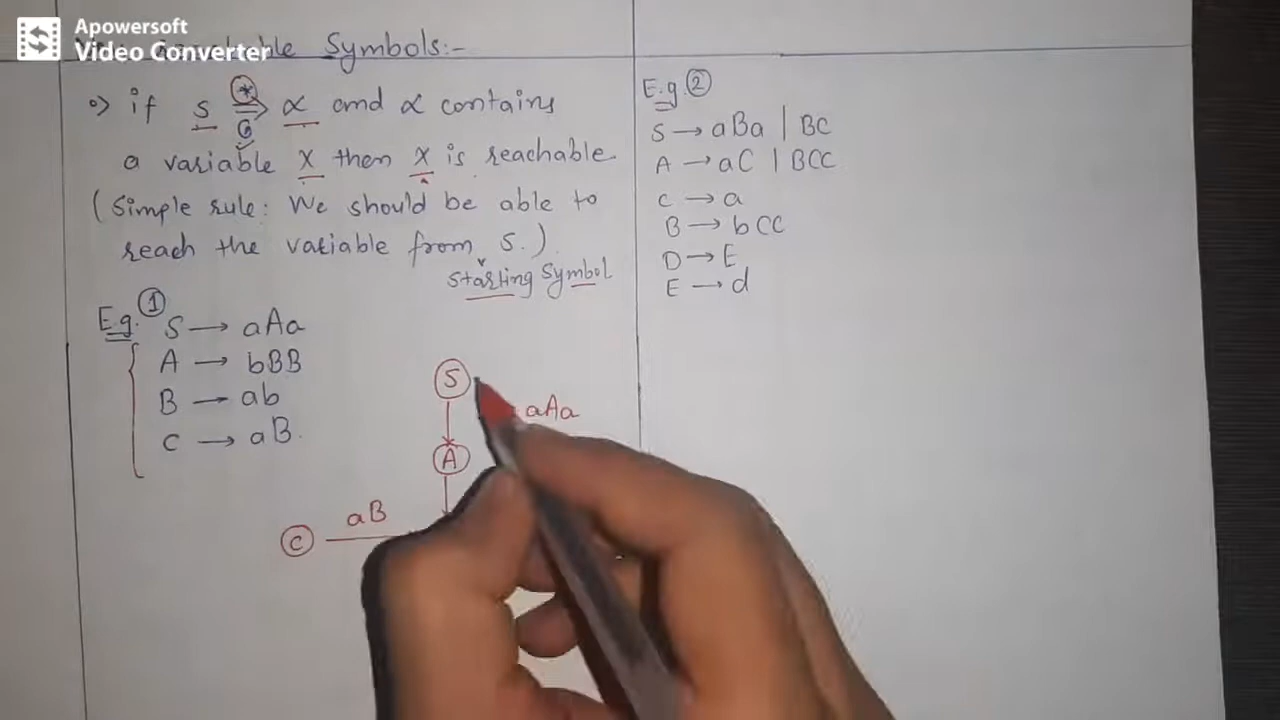 Apowersoft
Video Converter
Symbols:-
•) if S *⇒G α and α contains
a variable X then X is reachable.
(Simple rule: We should be able to
reach the variable from S.)
Starting Symbol
E.g. ①
S → aAa
A → bBB
B → ab
C → aB.
S
aAa
A
aB
C
E.g. ②
S → aBa | BC
A → aC | BCC
C → a
B → bCC
D → E
E → d